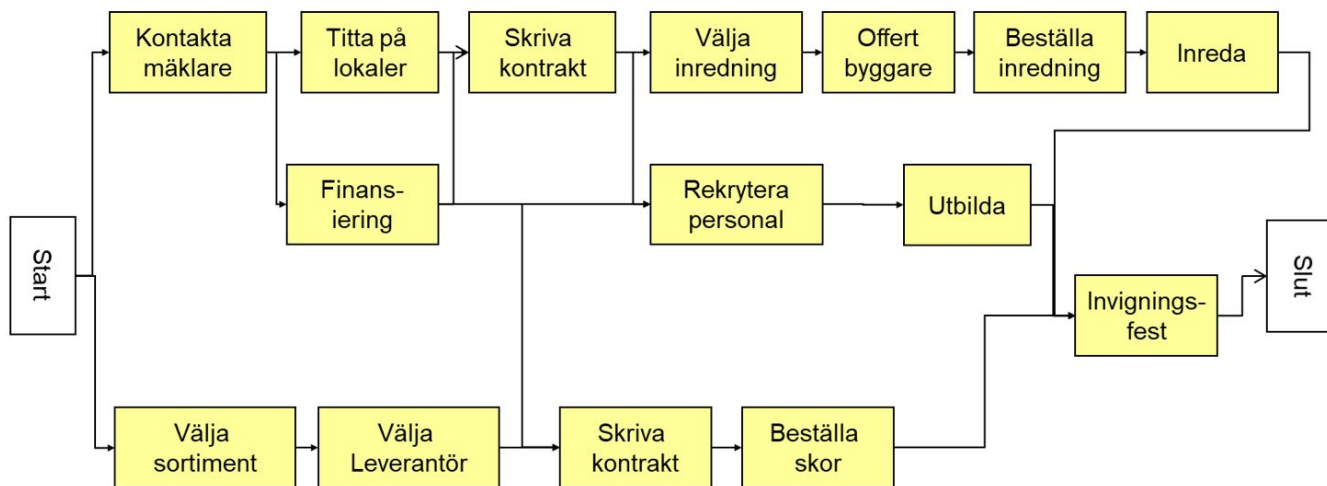 Kontakta
mäklare
Titta på
lokaler
Skriva
kontrakt
Välja
inredning
Offert
byggare
Beställa
inredning
Inreda
Finans-
iering
Rekrytera
personal
Utbilda
Start
Slut
Invignings-
fest
Välja
sortiment
Välja
Leverantör
Skriva
kontrakt
Beställa
skor